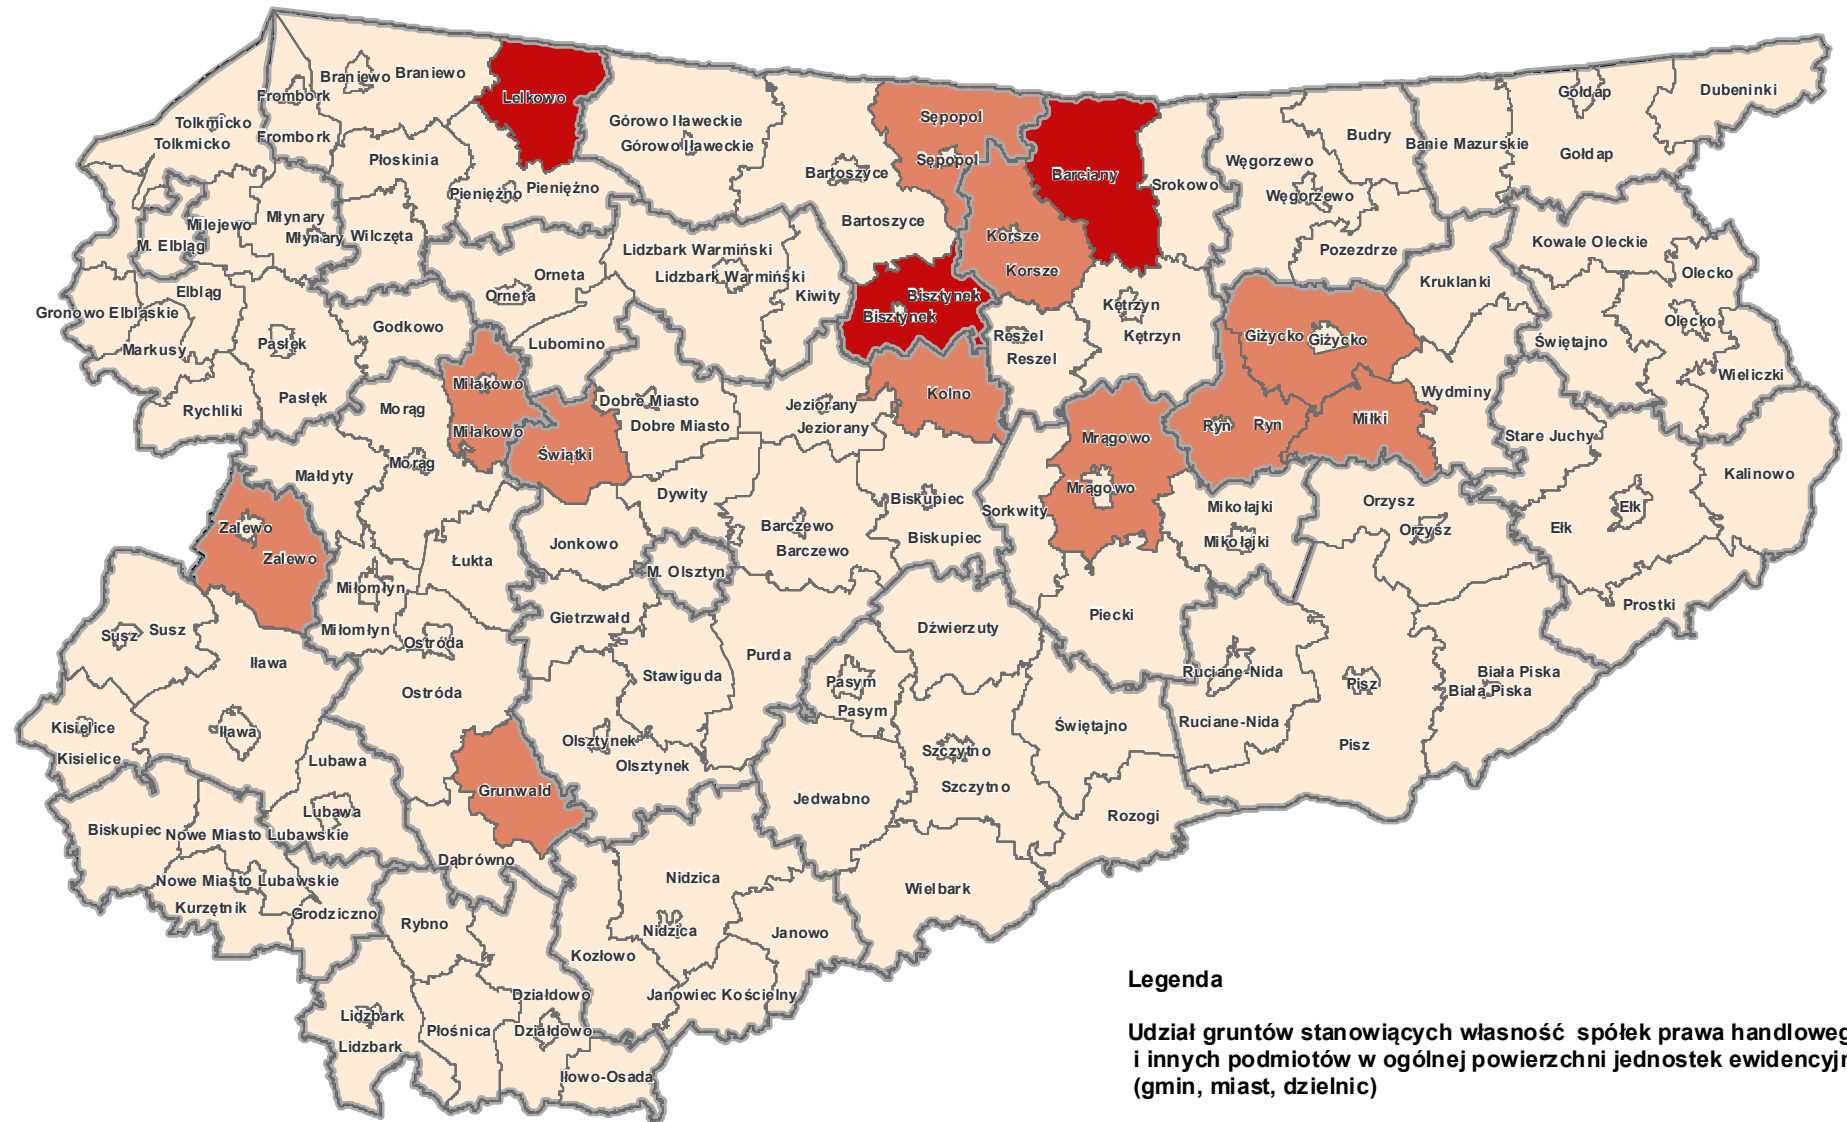 Braniewo
Braniewo
Lelkowo
Frombork
Frombork
Tolkmicko
Tolkmicko
Płoskinia
Pieniężno
Pieniężno
Górowo Iławeckie
Górowo Iławeckie
Bartoszyce
Bartoszyce
Sępopol
Sępopol
Barciany
Srokowo
Węgorzewo
Węgorzewo
Budry
Banie Mazurskie
Gołdap
Gołdap
Dubeninki
Milejewo
M. Elbląg
Młynary
Młynary
Wilczęta
Orneta
Orneta
Lidzbark Warmiński
Lidzbark Warmiński
Kiwity
Korsze
Korsze
Pozezdrze
Kruklanki
Kowale Oleckie
Olecko
Olecko
Elbląg
Gronowo Elbląskie
Markusy
Pasłęk
Pasłęk
Godkowo
Lubomino
Bisztynek
Bisztynek
Reszel
Reszel
Kętrzyn
Kętrzyn
Giżycko
Giżycko
Świętajno
Wieliczki
Rychliki
Morąg
Morąg
Miłakowo
Miłakowo
Dobre Miasto
Dobre Miasto
Jeziorany
Jeziorany
Kolno
Mrągowo
Mrągowo
Ryn
Ryn
Miłki
Wydminy
Stare Juchy
Kalinowo
Małdyty
Świątki
Dywity
Barczewo
Barczewo
Biskupiec
Biskupiec
Sorkwity
Mikołajki
Mikołajki
Orzysz
Orzysz
Ełk
Ełk
Zalewo
Zalewo
Łukta
Jonkowo
M. Olsztyn
Miłomłyn
Miłomłyn
Gietrzwałd
Dźwierzuty
Piecki
Prostki
Susz
Susz
Iława
Iława
Ostróda
Ostróda
Stawiguda
Purda
Pasym
Pasym
Ruciane-Nida
Ruciane-Nida
Pisz
Pisz
Biała Piska
Biała Piska
Kisielice
Kisielice
Lubawa
Lubawa
Olsztynek
Olsztynek
Szczytno
Szczytno
Świętajno
Grunwald
Jedwabno
Rozogi
Biskupiec
Nowe Miasto Lubawskie
Nowe Miasto Lubawskie
Dąbrówno
Kurzętnik
Grodziczno
Rybno
Nidzica
Nidzica
Wielbark
Janowo
Kozłowo
Janowiec Kościelny
Lidzbark
Lidzbark
Płośnica
Działdowo
Działdowo
Iłowo-Osada
Legenda
Udział gruntów stanowiących własność spółek prawa handloweg
i innych podmiotów w ogólnej powierzchni jednostek ewidencyjn
(gmin, miast, dzielnic)